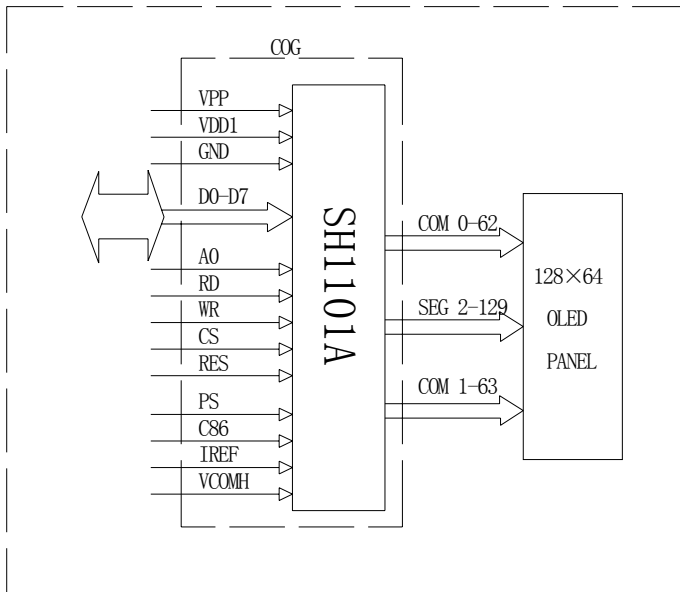 COG
VPP
VDD1
GND
D0-D7
A0
RD
WR
CS
RES
PS
C86
IREF
VCOMH
SH1101A
COM 0-62
SEG 2-129
COM 1-63
128×64
OLED
PANEL